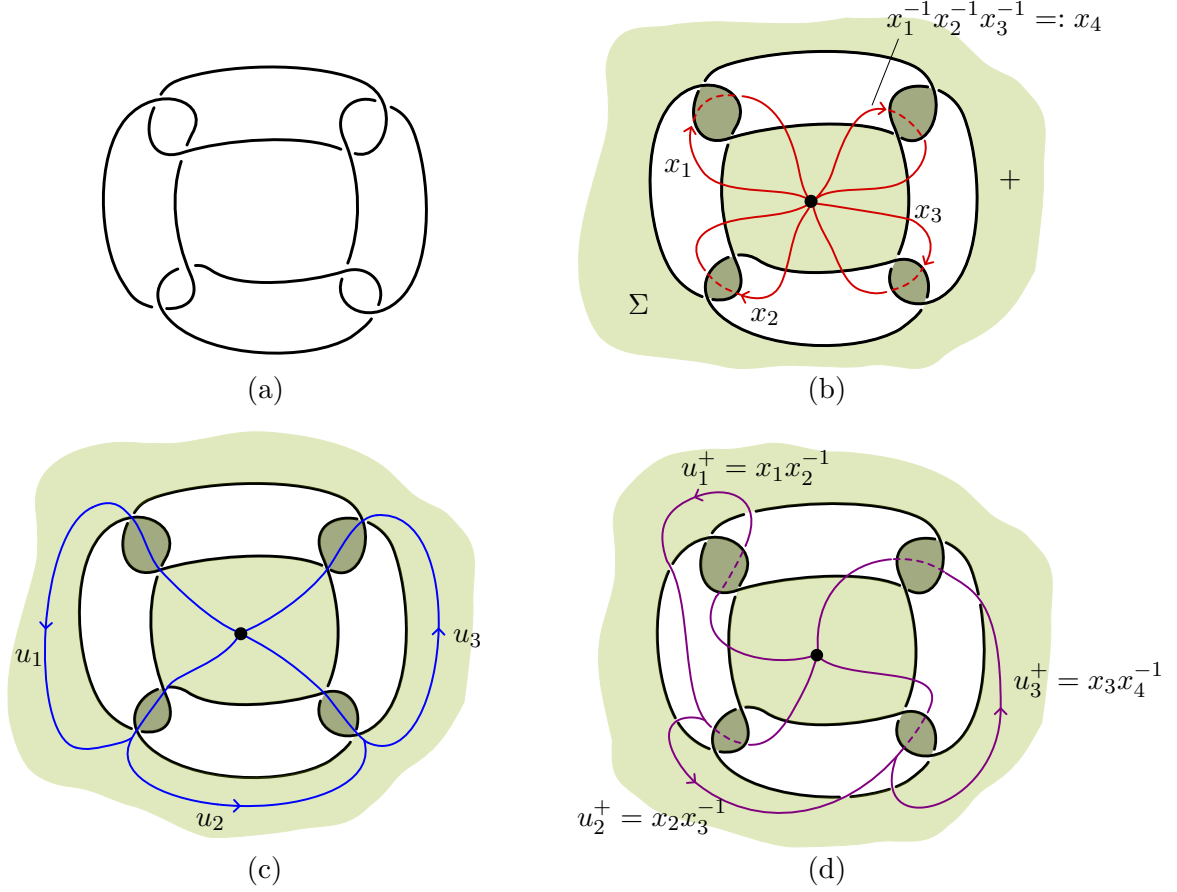 (a)
x_1^{-1}x_2^{-1}x_3^{-1} =: x_4
x_1
x_3
+
Σ
x_2
(b)
u_1
u_3
u_2
(c)
u_1^+ = x_1x_2^{-1}
u_3^+ = x_3x_4^{-1}
u_2^+ = x_2x_3^{-1}
(d)